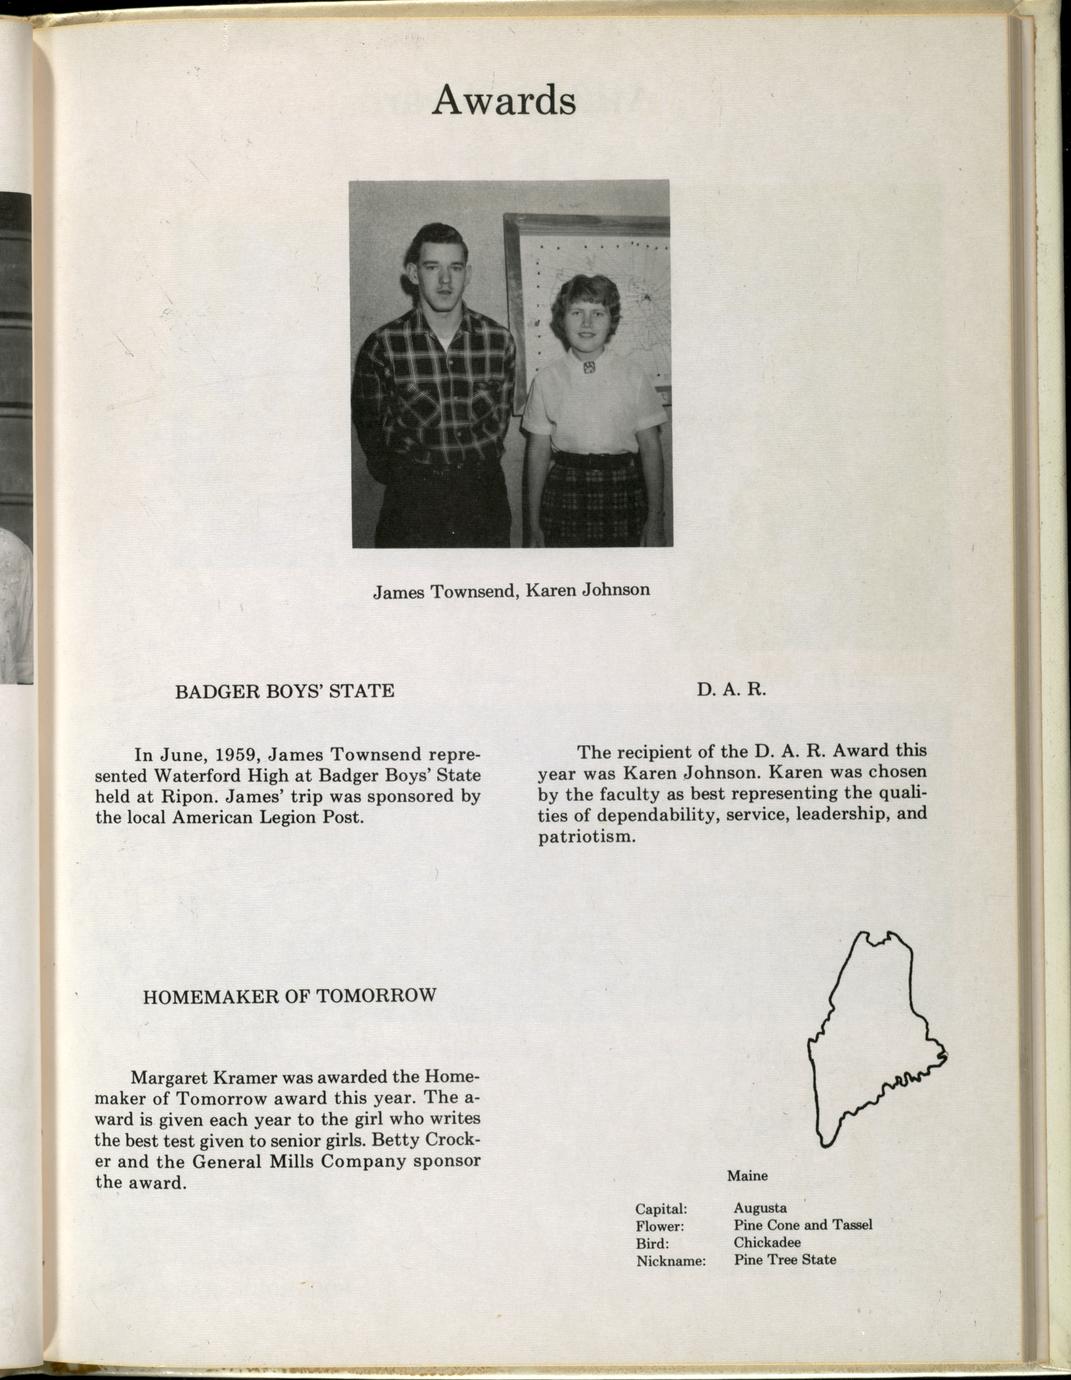 Awards
James Townsend, Karen Johnson
BADGER BOYS' STATE
In June, 1959, James Townsend repre-
sented Waterford High at Badger Boys' State
held at Ripon. James' trip was sponsored by
the local American Legion Post.
D. A. R.
The recipient of the D. A. R. Award this
year was Karen Johnson. Karen was chosen
by the faculty as best representing the quali-
ties of dependability, service, leadership, and
patriotism.
HOMEMAKER OF TOMORROW
Margaret Kramer was awarded the Home-
maker of Tomorrow award this year. The a-
ward is given each year to the girl who writes
the best test given to senior girls. Betty Crock-
er and the General Mills Company sponsor
the award.
Maine
Capital: Augusta
Flower: Pine Cone and Tassel
Bird: Chickadee
Nickname: Pine Tree State